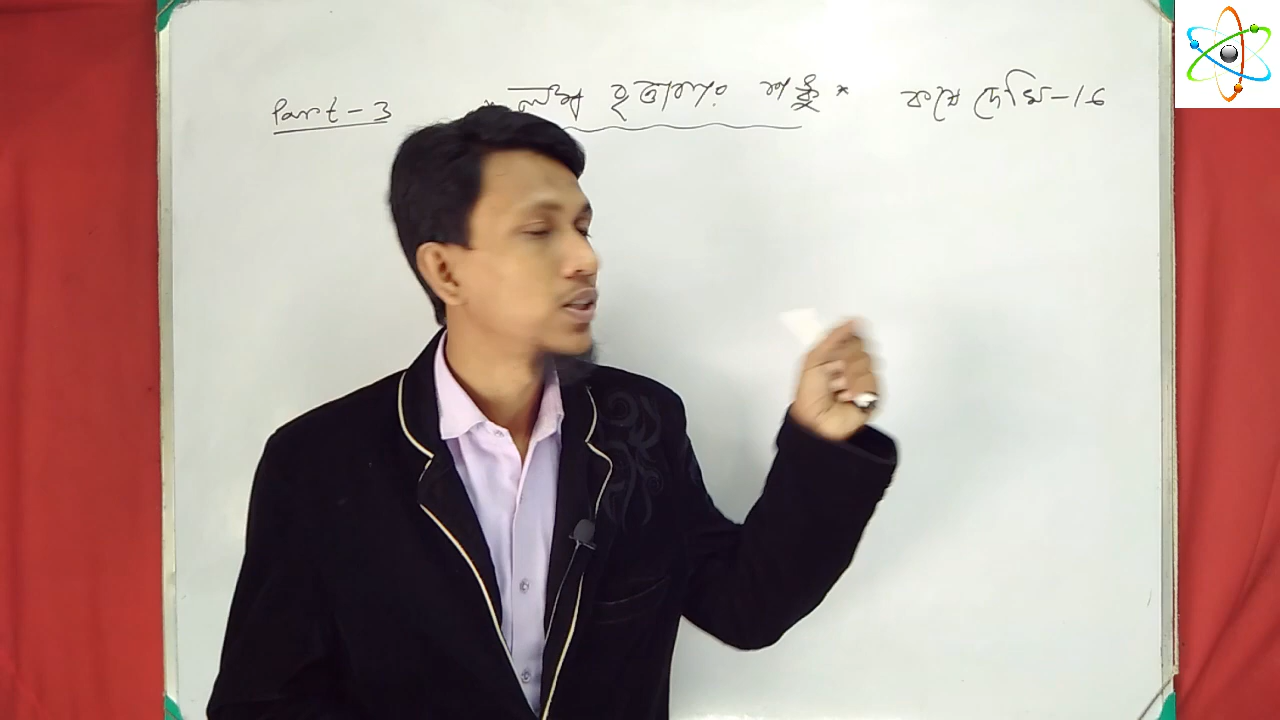 Part - 3 * লম্ব বৃত্তাকার শঙ্কু * কষে দেখি - 16